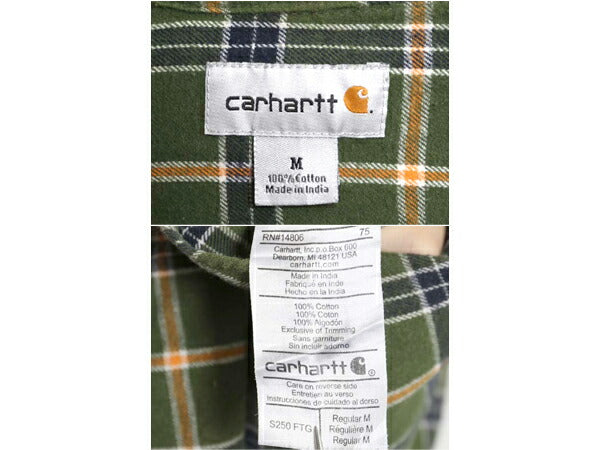 carhartt
M
100% Cotton
Made in India
RN#14806 75
Carhartt, Inc p.o Box 600
Dearborn, MI 48121 USA
carhartt.com
Made in India
Fabriqué en Inde
Hecho en la India
100% Cotton
100% Coton
100% Algodón
Exclusive of Trimming
Sans garniture
Sin incluir adorno
carhartt ®
Care on reverse side
Entretien au verso
Instrucciones de cuidado al dorso
S250 FTG
Regular M
Régulière M
Regular M